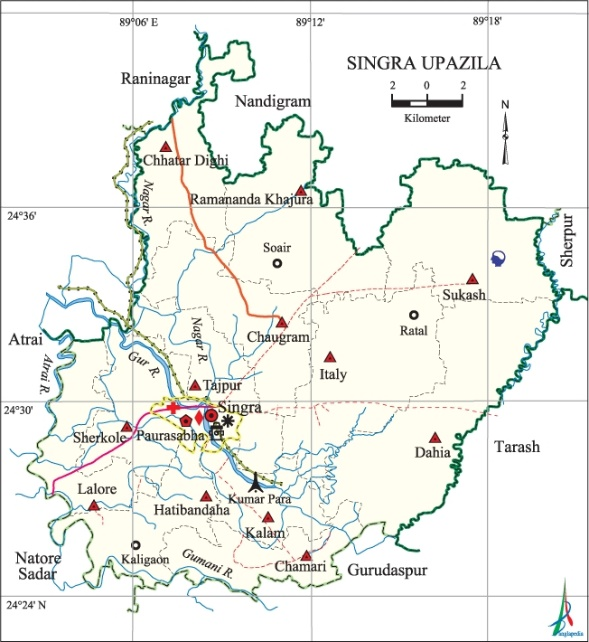 89°06' E
89°12'
89°18'
SINGRA UPAZILA
2 0 2
Kilometer
N
Raninagar
Nandigram
Chhatar Dighi
Nagar R.
Ramananda Khajura
24°36'
Sherpur
Soair
Sukash
Ratal
Chaugram
Nagar R.
Atrai
Atrai R.
Gur R.
Italy
Tajpur
24°30'
Singra
Sherkole
Paurasabha
Dahia
Tarash
Lalore
Hatibandaha
Kumar Para
Kalam
Natore
Sadar
Kaligaon
Gumani R.
Chamari
Gurudaspur
24°24' N
anglapedia